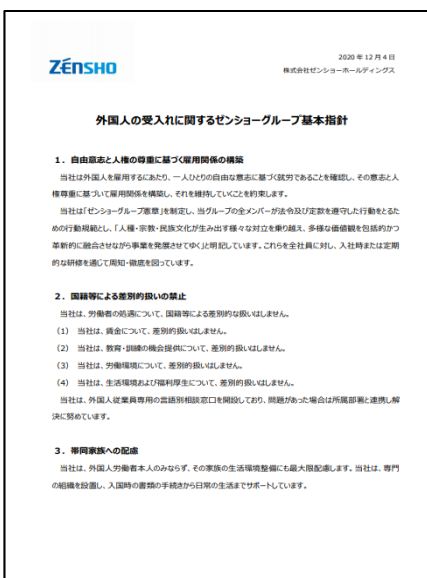 ZENSHO
2020 年 12 月 4 日
株式会社ゼンショーホールディングス
外国人の受入れに関するゼンショーグループ基本指針
1．自由意志と人権の尊重に基づく雇用関係の構築
当社は外国人を雇用するにあたり、一人ひとりの自由な意志に基づく就労であることを確認し、その意志と人
権尊重に基づいて雇用関係を構築し、それを維持していくことを約束します。
当社は「ゼンショーグループ憲章」を制定し、当グループの全メンバーが法令及び定款を遵守した行動をとるた
めの行動規範とし、「人種・宗教・民族文化が生み出す様々な対立を乗り越え、多様な価値観を包括的かつ
革新的に融合させながら事業を発展させてゆく」と明記しています。これらを全社員に対し、入社時または定期
的な研修を通じて周知・徹底を図っています。
2．国籍等による差別的扱いの禁止
当社は、労働者の処遇について、国籍等による差別的な扱いはしません。
（1） 当社は、賃金について、差別的扱いはしません。
（2） 当社は、教育・訓練の機会提供について、差別的扱いはしません。
（3） 当社は、労働環境について、差別的扱いはしません。
（4） 当社は、生活環境および福利厚生について、差別的扱いはしません。
当社は、外国人従業員専用の言語別相談窓口を開設しており、問題があった場合は所属部署と連携し解
決に努めています。
3．帯同家族への配慮
当社は、外国人労働者本人のみならず、その家族の生活環境整備にも最大限配慮します。当社は、専門
の組織を設置し、入国時の書類の手続きから日常の生活までサポートしています。